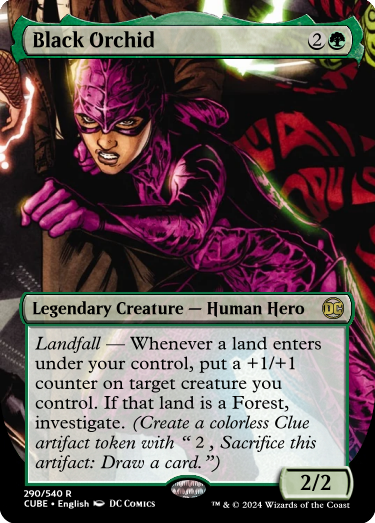 Black Orchid 2
Legendary Creature — Human Hero DC
Landfall — Whenever a land enters
under your control, put a +1/+1
counter on target creature you
control. If that land is a Forest,
investigate. (Create a colorless Clue
artifact token with “ 2 , Sacrifice this
artifact: Draw a card.”)
2/2
290/540 R
CUBE • English DC COMICS
™ & © 2024 Wizards of the Coast